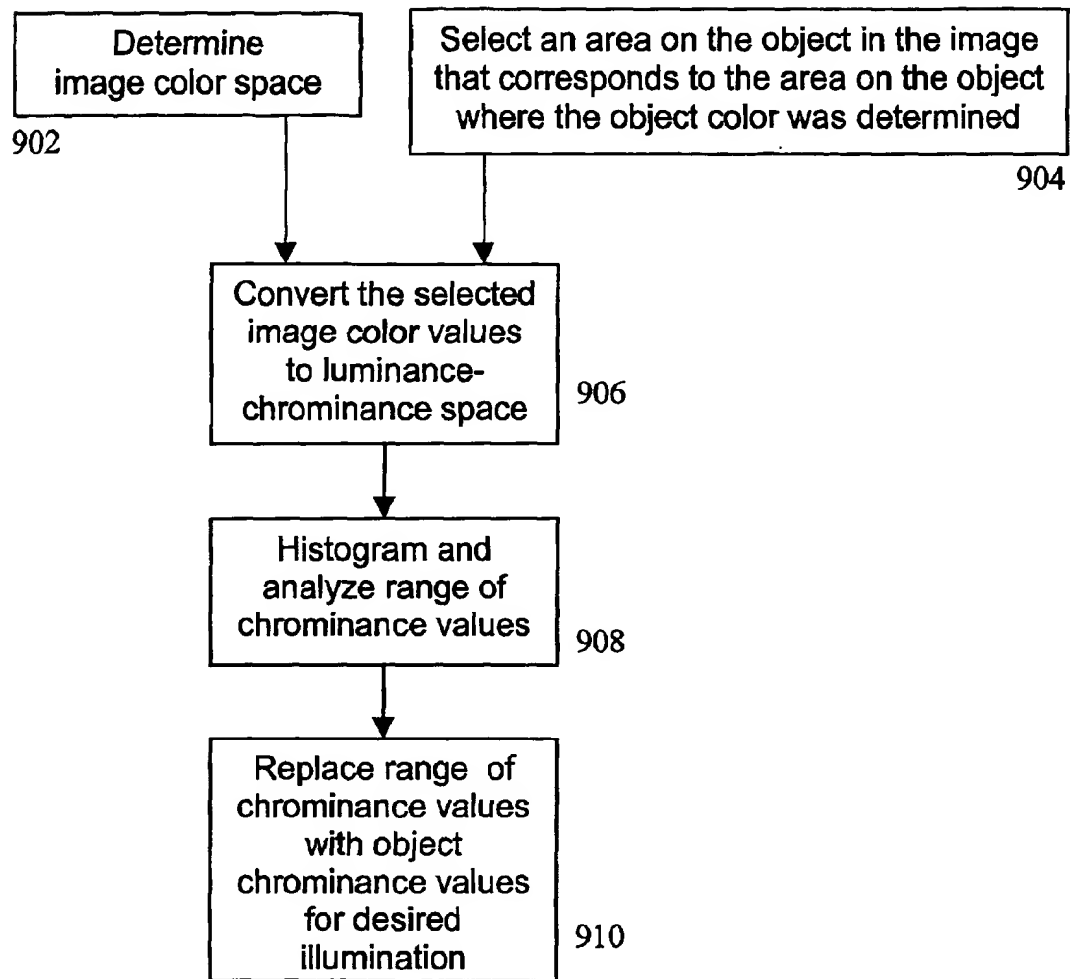 Determine
image color space
902
Select an area on the object in the image
that corresponds to the area on the object
where the object color was determined
904
Convert the selected
image color values
to luminance-
chrominance space
906
Histogram and
analyze range of
chrominance values
908
Replace range of
chrominance values
with object
chrominance values
for desired
illumination
910